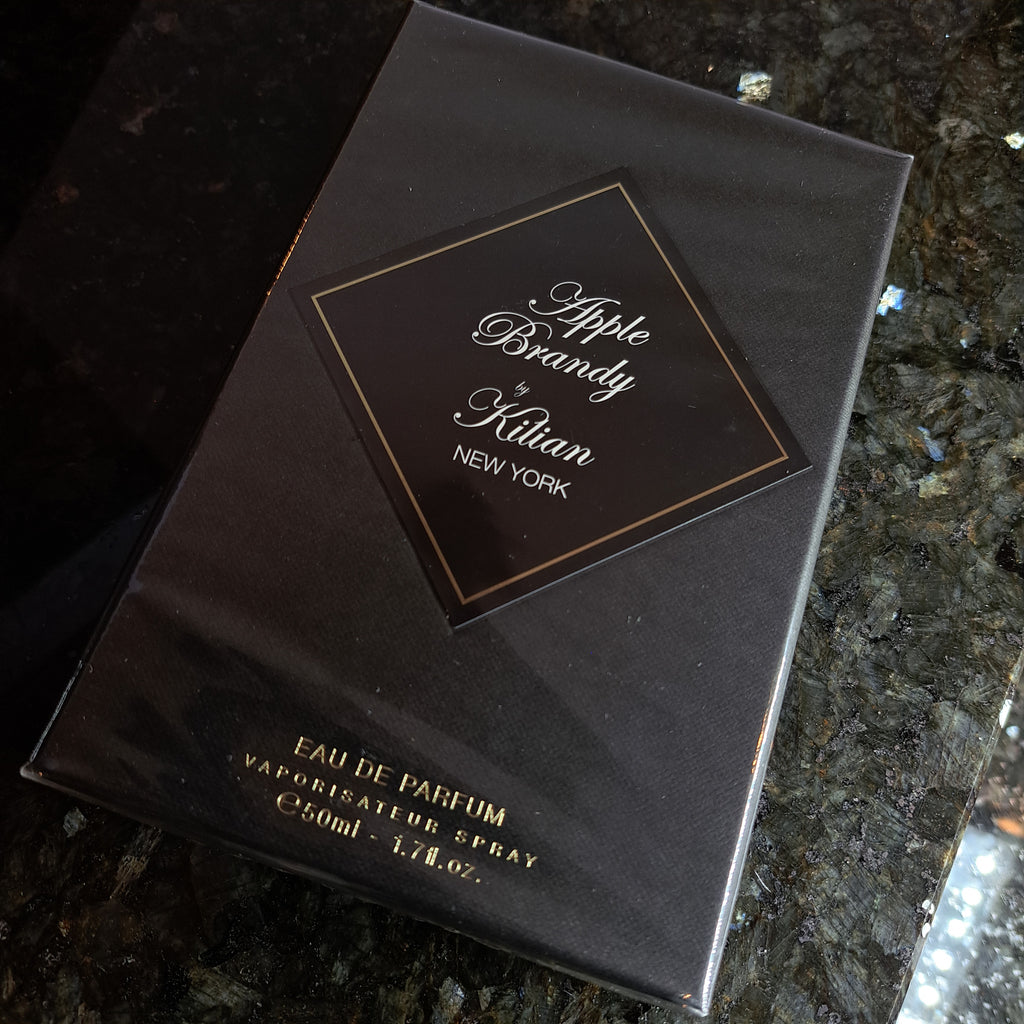 Apple
Brandy
by
Kilian
NEW YORK
EAU DE PARFUM
VAPORISATEUR SPRAY
℮50ml - 1.7fl.oz.